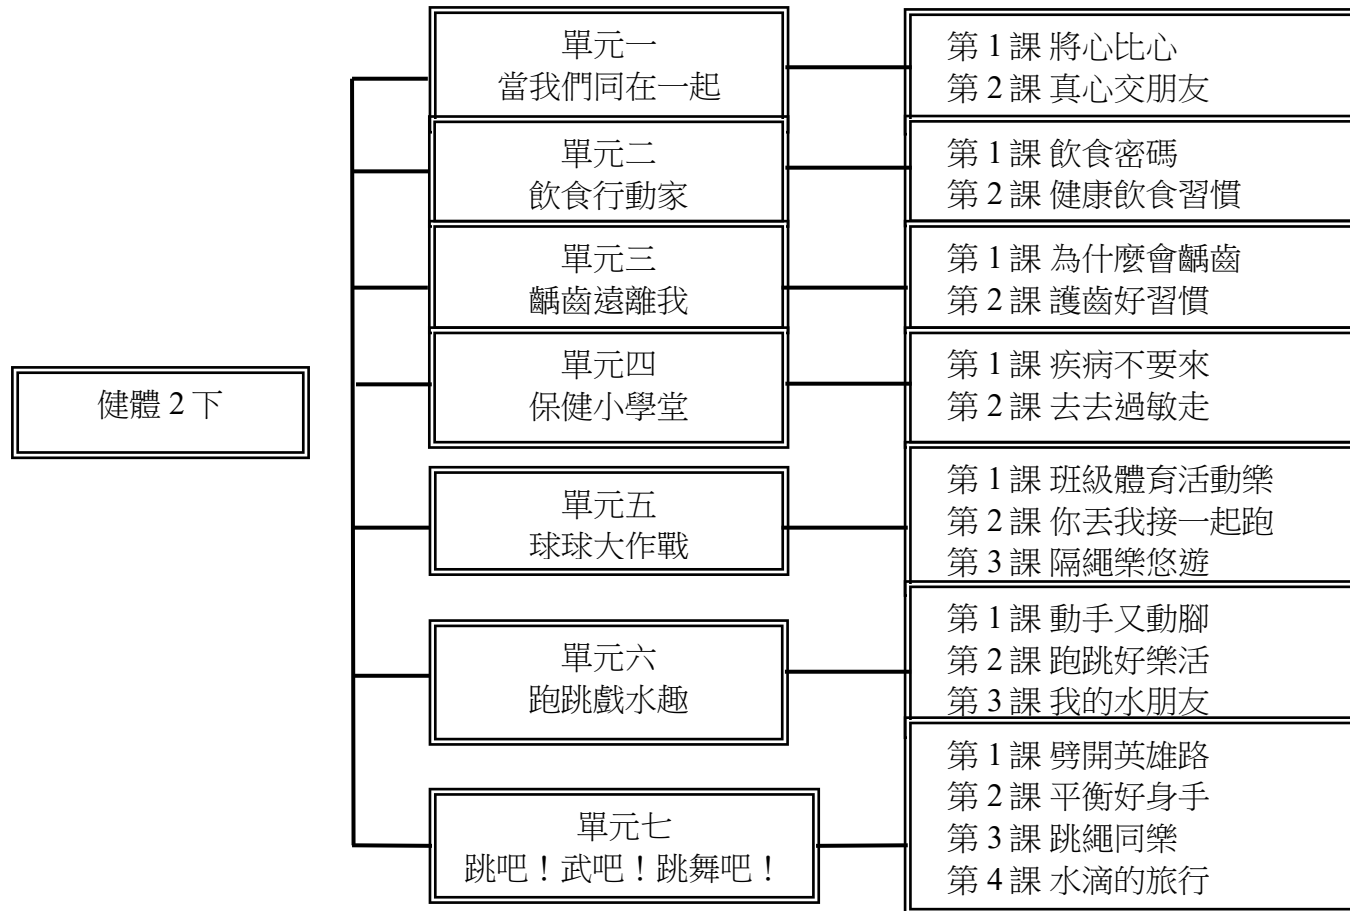 健體 2 下
單元一
當我們同在一起
第 1 課 將心比心
第 2 課 真心交朋友
單元二
飲食行動家
第 1 課 飲食密碼
第 2 課 健康飲食習慣
單元三
齲齒遠離我
第 1 課 為什麼會齲齒
第 2 課 護齒好習慣
單元四
保健小學堂
第 1 課 疾病不要來
第 2 課 去去過敏走
單元五
球球大作戰
第 1 課 班級體育活動樂
第 2 課 你丟我接一起跑
第 3 課 隔繩樂悠遊
單元六
跑跳戲水趣
第 1 課 動手又動腳
第 2 課 跑跳好樂活
第 3 課 我的水朋友
單元七
跳吧！武吧！跳舞吧！
第 1 課 劈開英雄路
第 2 課 平衡好身手
第 3 課 跳繩同樂
第 4 課 水滴的旅行